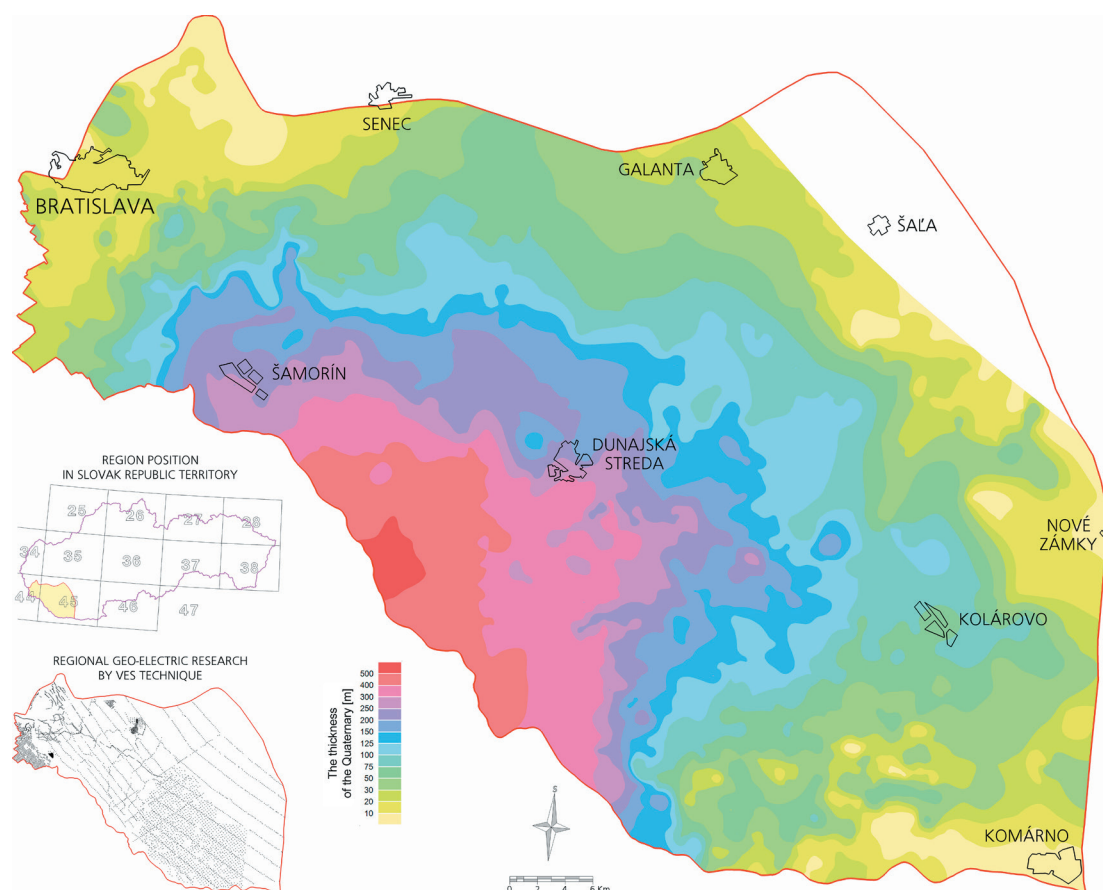 SENEC
GALANTA
BRATISLAVA
ŠAĽA
ŠAMORÍN
DUNAJSKÁ
STREDA
REGION POSITION
IN SLOVAK REPUBLIC TERRITORY
25 26 27 28
34 35 36 37 38
44 45 46 47
NOVÉ
ZÁMKY
KOLÁROVO
REGIONAL GEO-ELECTRIC RESEARCH
BY VES TECHNIQUE
The thickness
of the Quaternary [m]
500
400
300
250
200
150
125
100
75
50
30
20
10
S
KOMÁRNO
0 2 4 6 Km